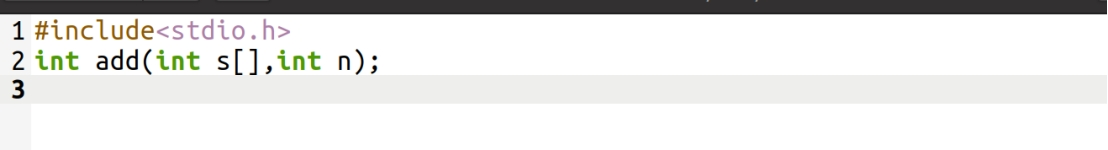 1 #include<stdio.h>
2 int add(int s[],int n);
3